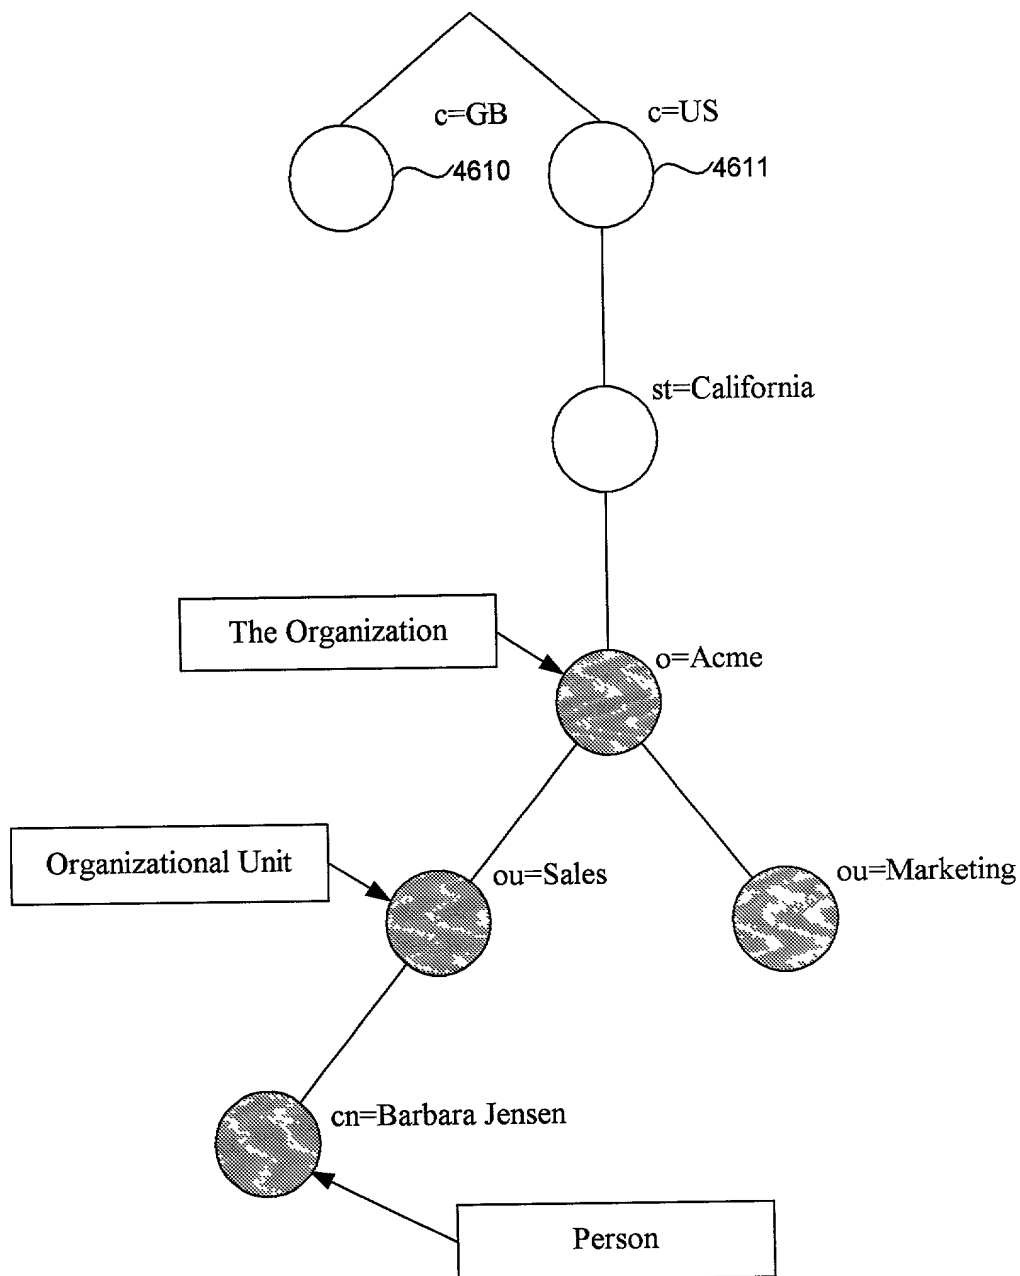 c=GB
c=US
4610
4611
st=California
The Organization
o=Acme
Organizational Unit
ou=Sales
ou=Marketing
cn=Barbara Jensen
Person